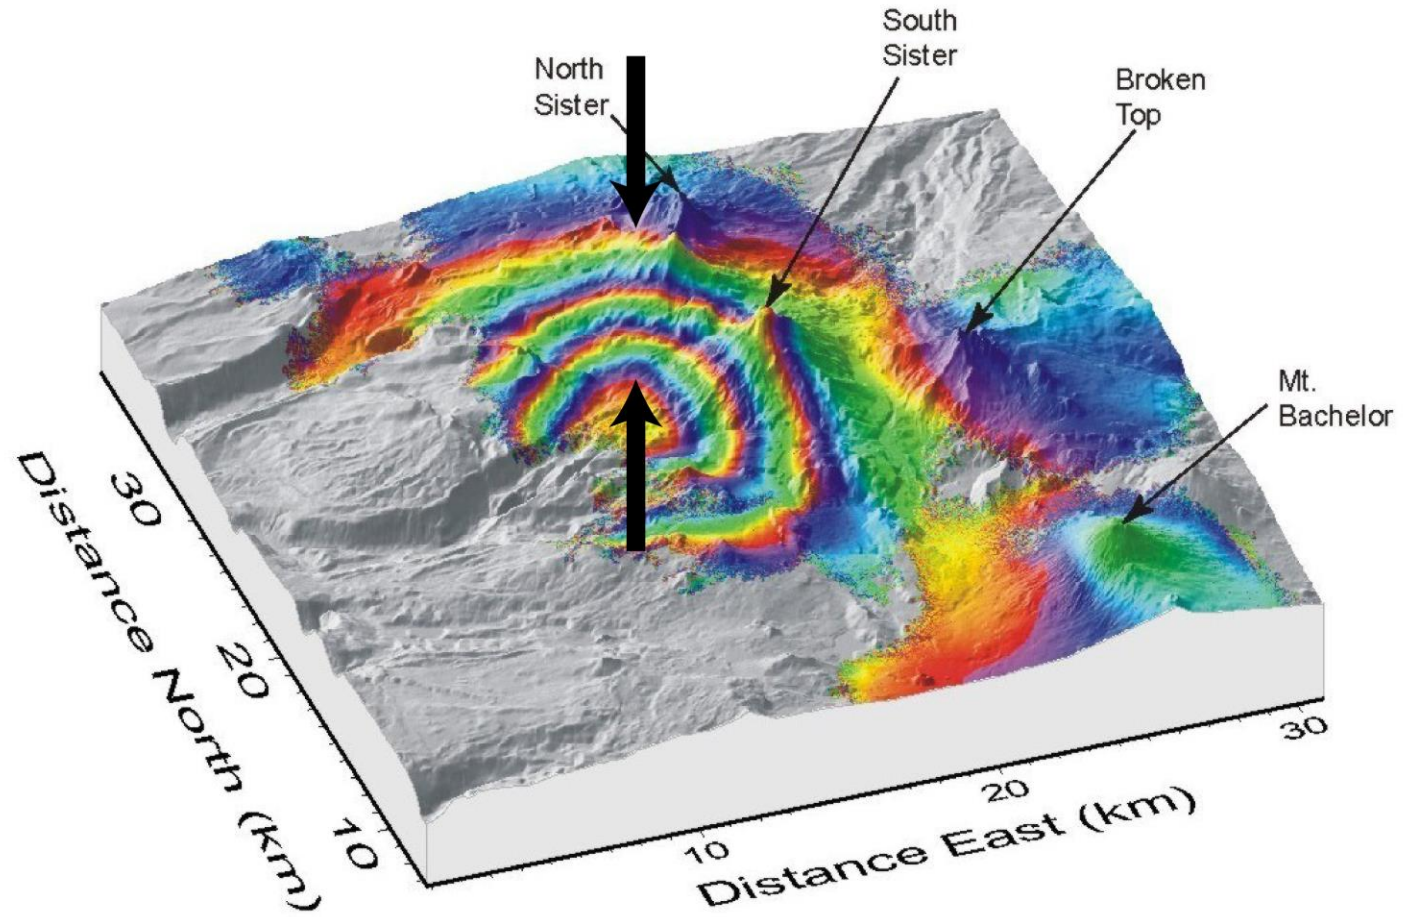 South
Sister
North
Sister
Broken
Top
Mt.
Bachelor
30
20
10
Distance North (km)
10
20
30
Distance East (km)